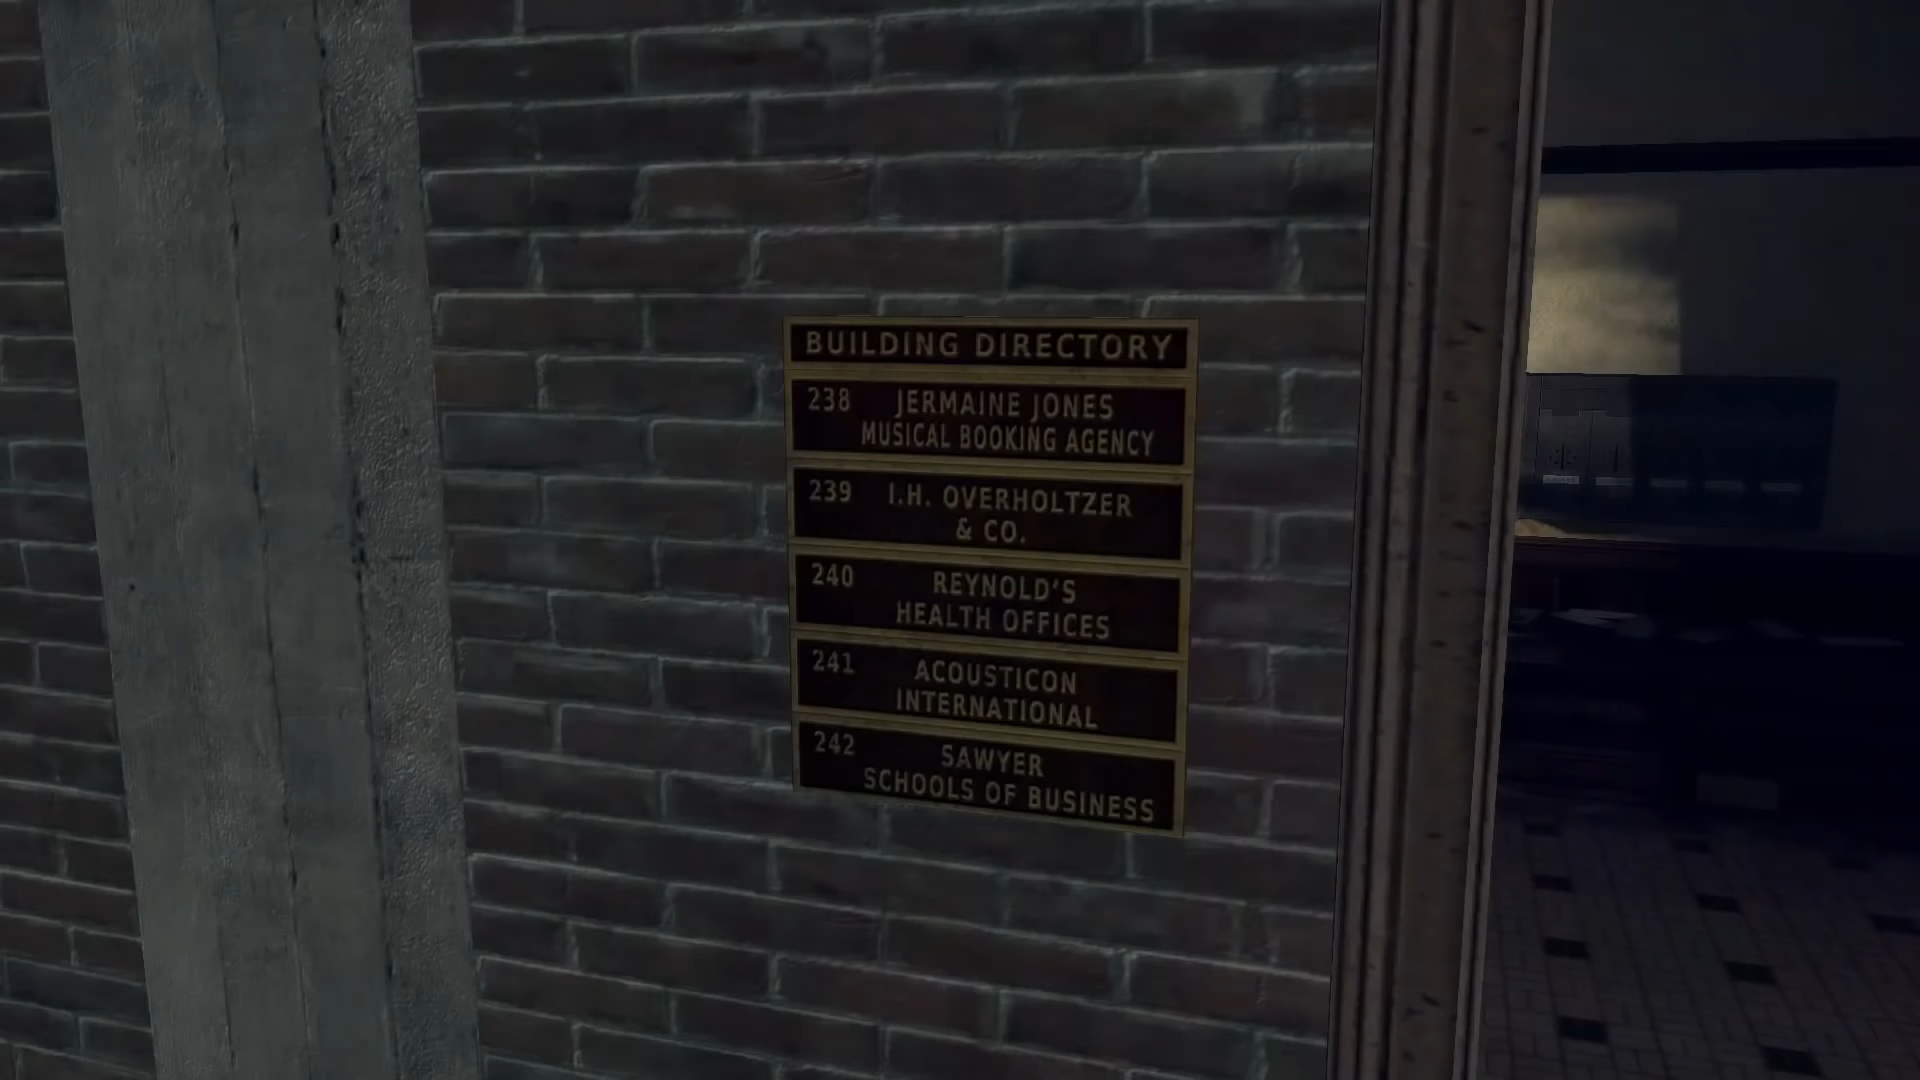 BUILDING DIRECTORY
238 JERMAINE JONES
MUSICAL BOOKING AGENCY
239 I.H. OVERHOLTZER
& CO.
240 REYNOLD'S
HEALTH OFFICES
241 ACOUSTICON
INTERNATIONAL
242 SAWYER
SCHOOLS OF BUSINESS